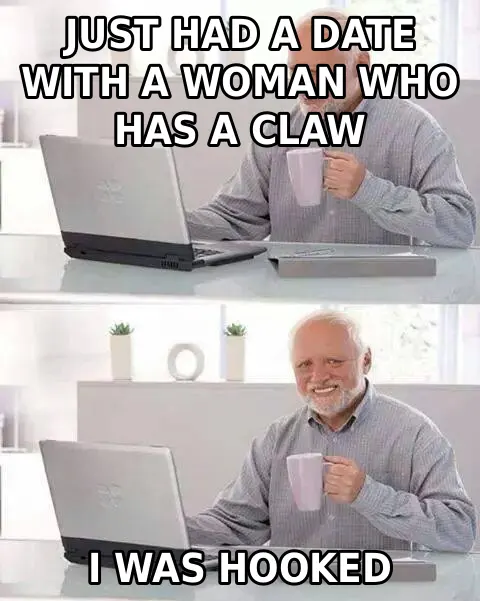 JUST HAD A DATE
WITH A WOMAN WHO
HAS A CLAW
I WAS HOOKED